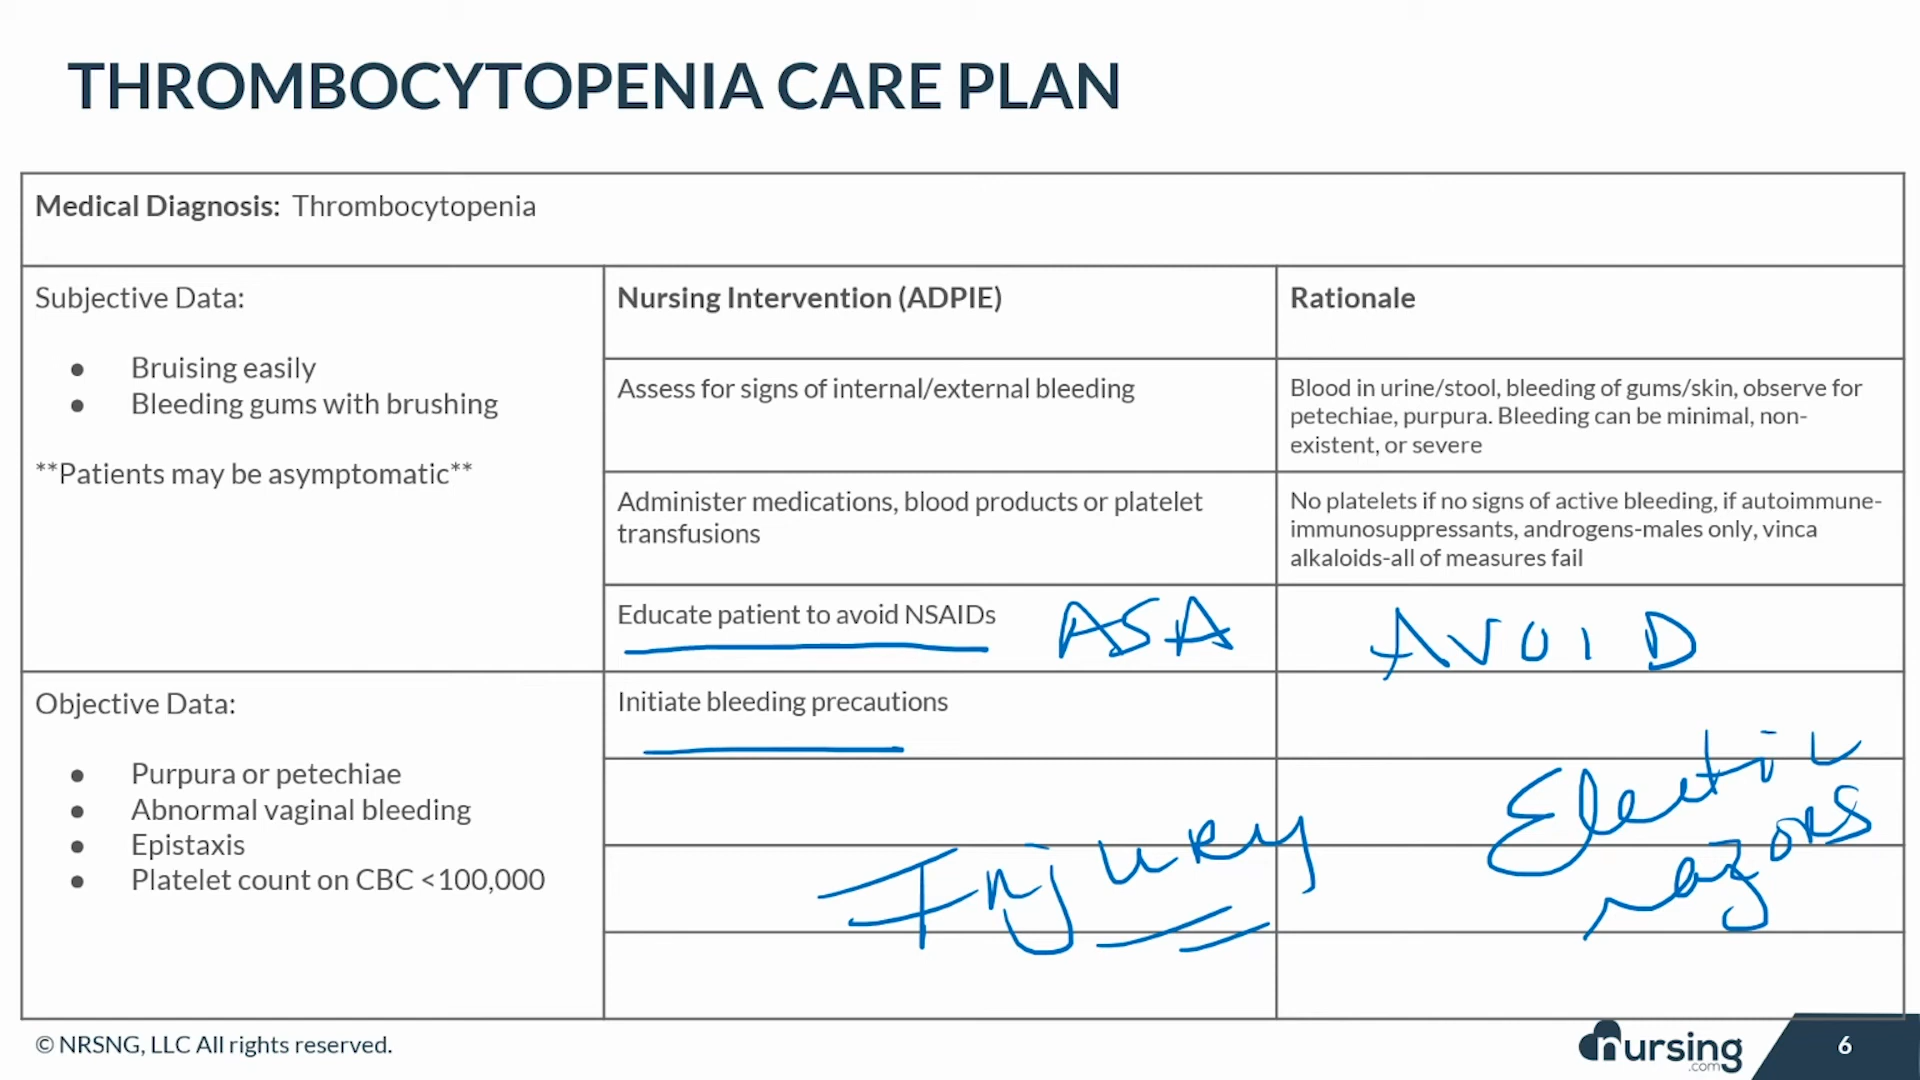 THROMBOCYTOPENIA CARE PLAN
Medical Diagnosis: Thrombocytopenia
Subjective Data:
● Bruising easily
● Bleeding gums with brushing
**Patients may be asymptomatic**
Objective Data:
● Purpura or petechiae
● Abnormal vaginal bleeding
● Epistaxis
● Platelet count on CBC <100,000
Nursing Intervention (ADPIE)
Rationale
Assess for signs of internal/external bleeding
Blood in urine/stool, bleeding of gums/skin, observe for
petechiae, purpura. Bleeding can be minimal, non-
existent, or severe
Administer medications, blood products or platelet
transfusions
No platelets if no signs of active bleeding, if autoimmune-
immunosuppressants, androgens-males only, vinca
alkaloids-all of measures fail
Educate patient to avoid NSAIDs ASA
AVOID
Initiate bleeding precautions
Injury
Electric
razors
© NRSNG, LLC All rights reserved.
nursing
.com
6